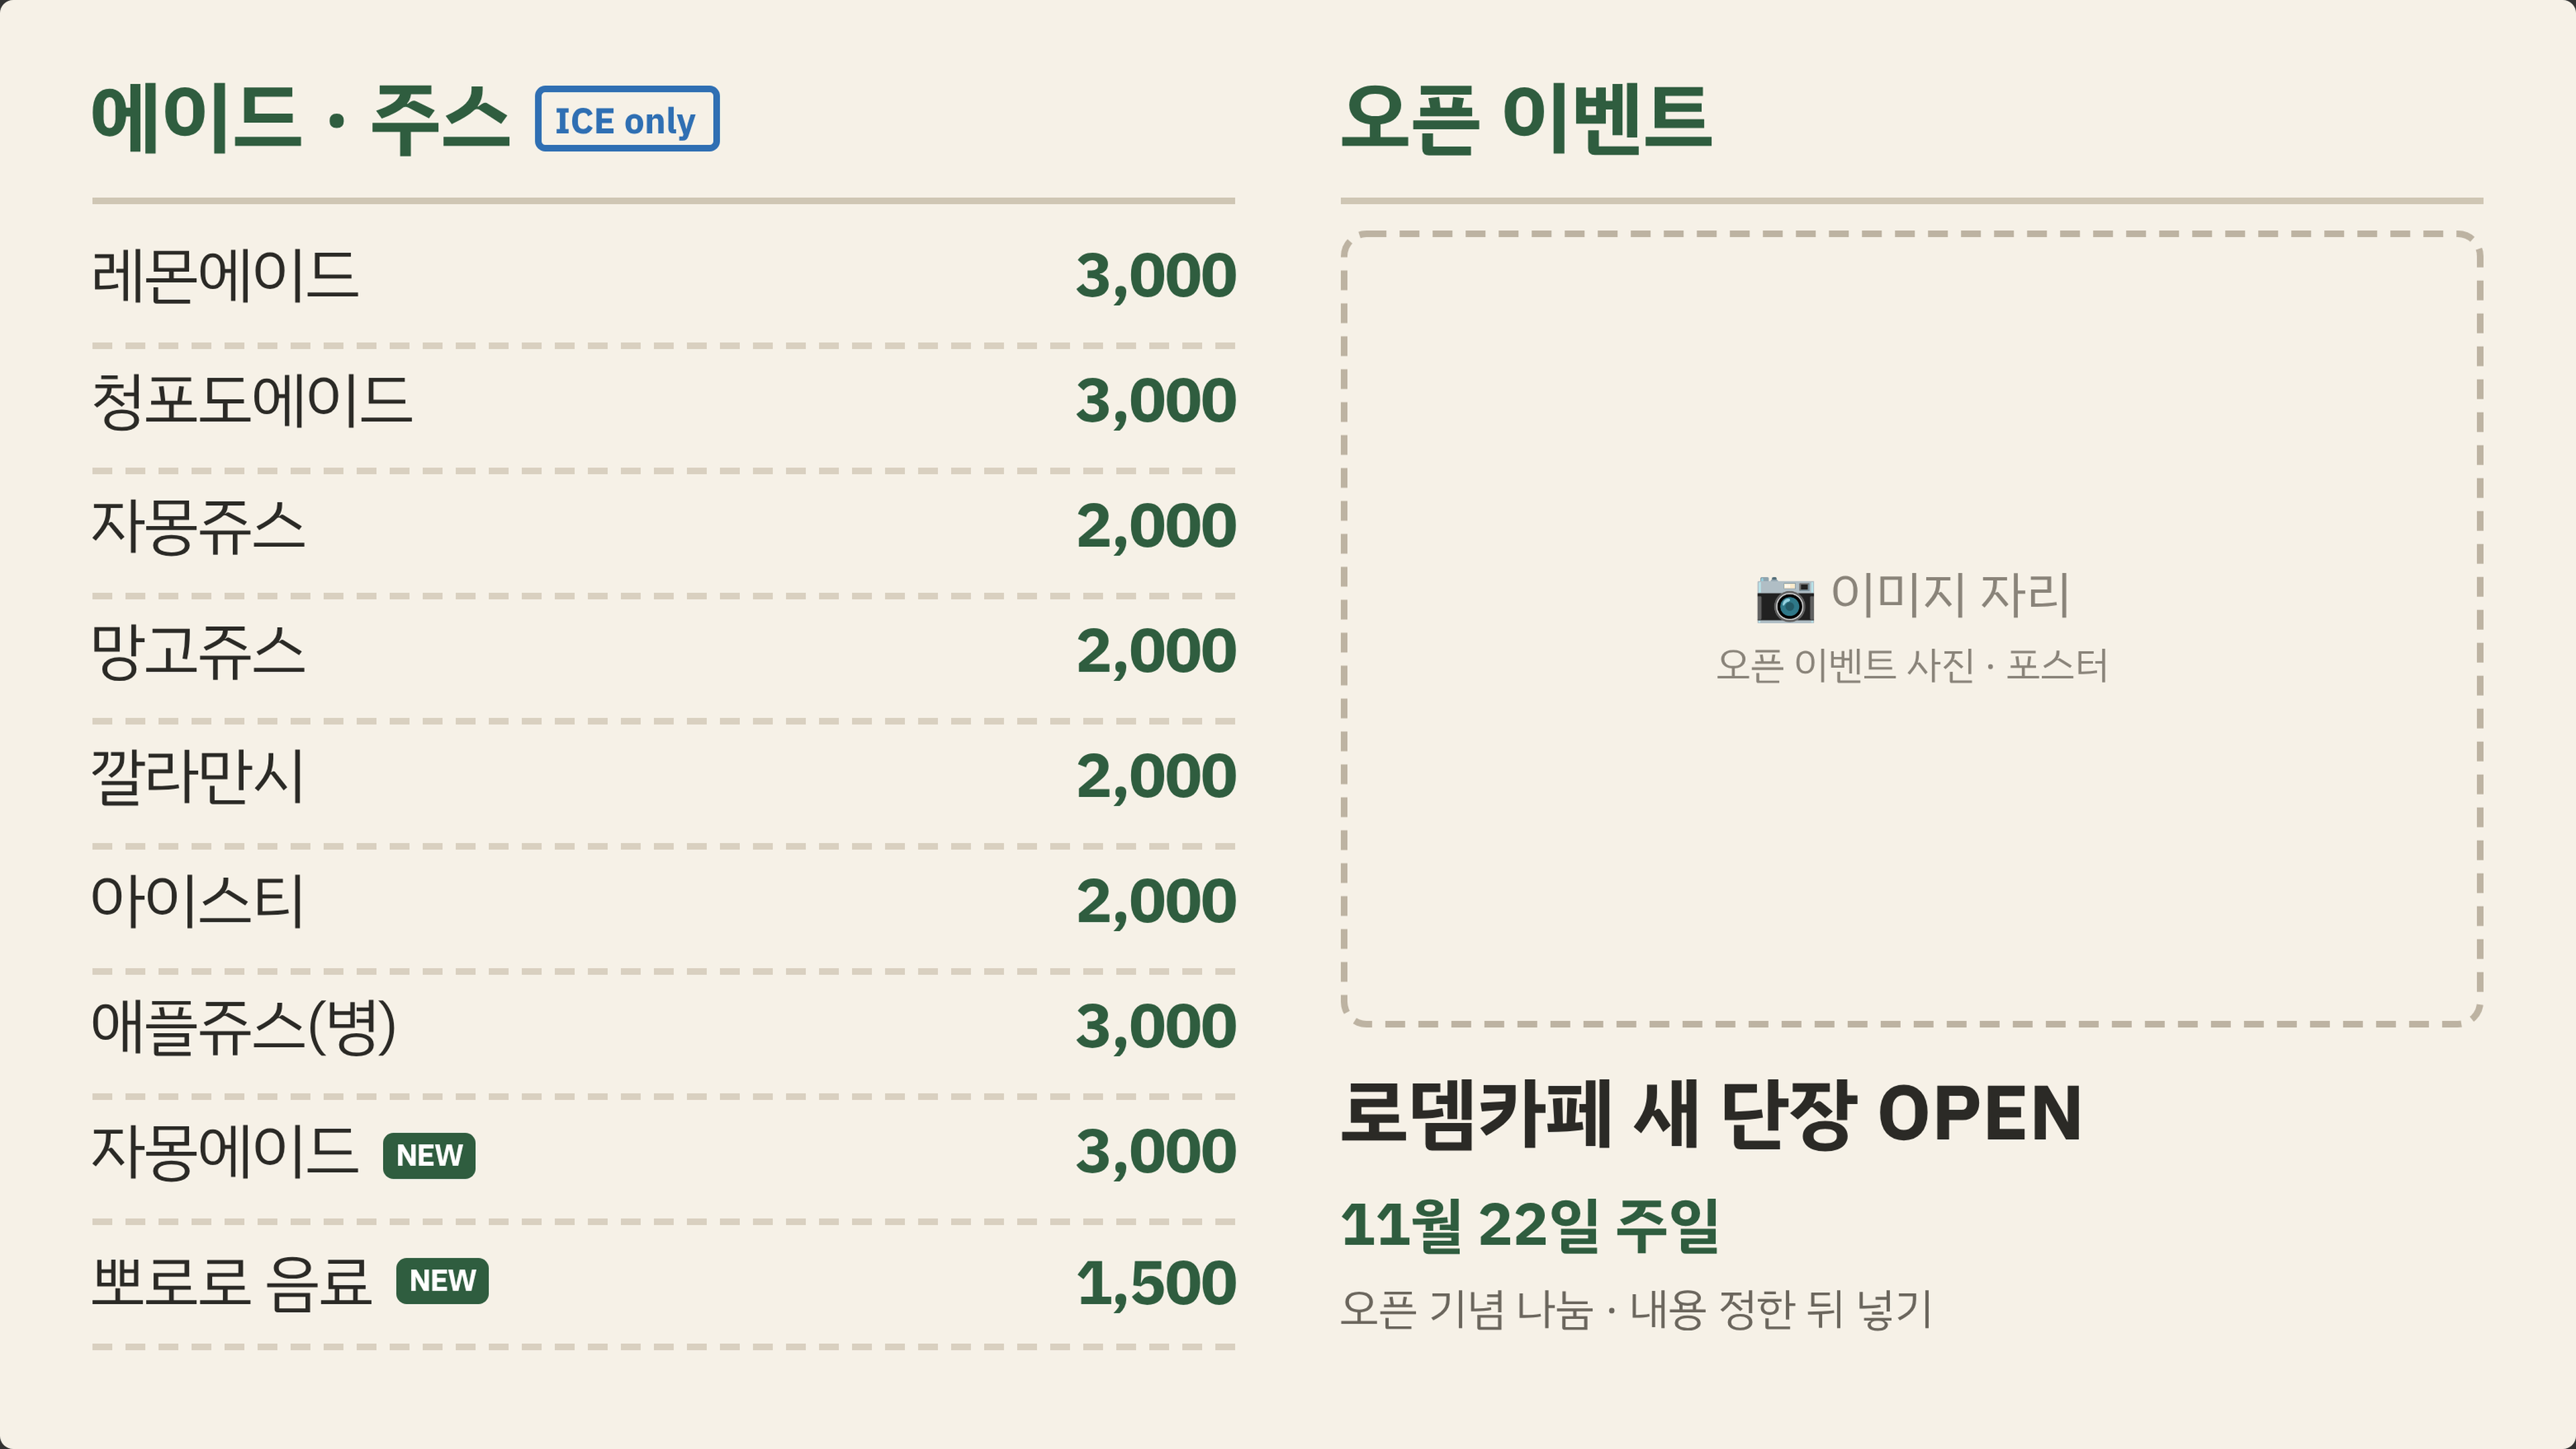 에이드 · 주스 ICE only
레몬에이드 3,000
청포도에이드 3,000
자몽쥬스 2,000
망고쥬스 2,000
깔라만시 2,000
아이스티 2,000
애플쥬스(병) 3,000
자몽에이드 NEW 3,000
뽀로로 음료 NEW 1,500
오픈 이벤트
이미지 자리
오픈 이벤트 사진 · 포스터
로뎀카페 새 단장 OPEN
11월 22일 주일
오픈 기념 나눔 · 내용 정한 뒤 넣기